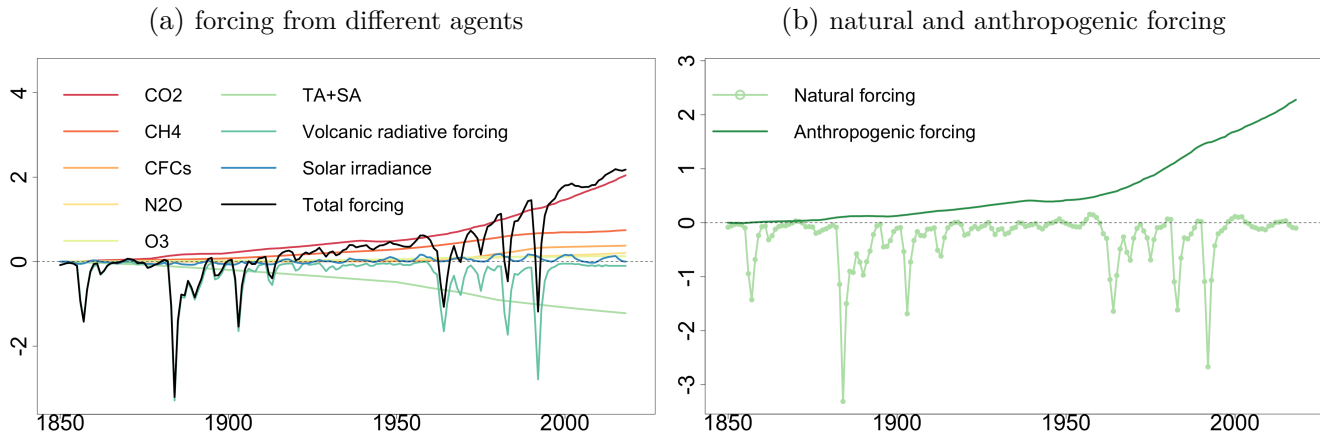 (a) forcing from different agents
4
2
0
-2
CO2
CH4
CFCs
N2O
O3
TA+SA
Volcanic radiative forcing
Solar irradiance
Total forcing
1850 1900 1950 2000
(b) natural and anthropogenic forcing
3
2
1
0
-1
-2
-3
Natural forcing
Anthropogenic forcing
1850 1900 1950 2000